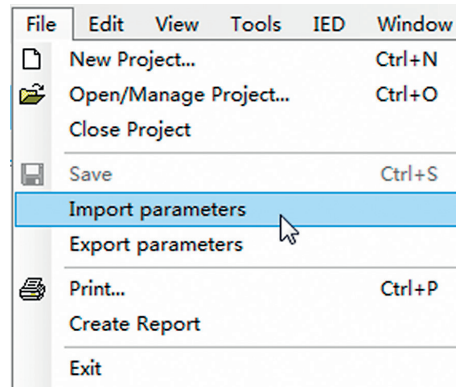 File Edit View Tools IED Window
New Project... Ctrl+N
Open/Manage Project... Ctrl+O
Close Project
Save Ctrl+S
Import parameters
Export parameters
Print... Ctrl+P
Create Report
Exit